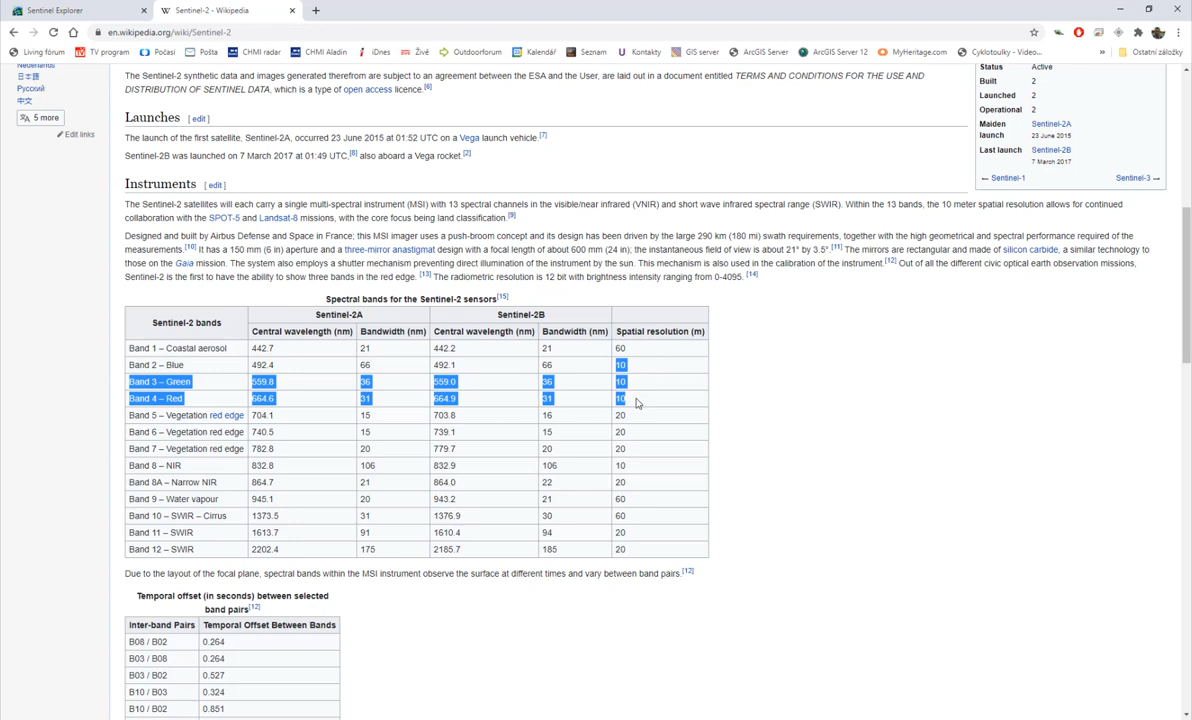 Sentinel Explorer
Sentinel-2 - Wikipedia
en.wikipedia.org/wiki/Sentinel-2
Living fórum TV program Počasí Pošta CHMI radar CHMI Aladin iDnes Živě Outdoorforum Kalendář Seznam Kontakty GIS server ArcGIS Server ArcGIS Server 12 MyHeritage.com Cyklotoulky - Video... » Ostatní záložky
Nederlands
日本語
Русский
中文
5 more
Edit links
The Sentinel-2 synthetic data and images generated therefrom are subject to an agreement between the ESA and the User, are laid out in a document entitled TERMS AND CONDITIONS FOR THE USE AND
DISTRIBUTION OF SENTINEL DATA, which is a type of open access licence.[6]
Launches [ edit ]
The launch of the first satellite, Sentinel-2A, occurred 23 June 2015 at 01:52 UTC on a Vega launch vehicle.[7]
Sentinel-2B was launched on 7 March 2017 at 01:49 UTC,[8] also aboard a Vega rocket.[2]
Status Active
Built 2
Launched 2
Operational 2
Maiden launch Sentinel-2A
23 June 2015
Last launch Sentinel-2B
7 March 2017
← Sentinel-1 Sentinel-3 →
Instruments [ edit ]
The Sentinel-2 satellites will each carry a single multi-spectral instrument (MSI) with 13 spectral channels in the visible/near infrared (VNIR) and short wave infrared spectral range (SWIR). Within the 13 bands, the 10 meter spatial resolution allows for continued
collaboration with the SPOT-5 and Landsat-8 missions, with the core focus being land classification.[9]
Designed and built by Airbus Defense and Space in France; this MSI imager uses a push-broom concept and its design has been driven by the large 290 km (180 mi) swath requirements, together with the high geometrical and spectral performance required of the
measurements.[10] It has a 150 mm (6 in) aperture and a three-mirror anastigmat design with a focal length of about 600 mm (24 in); the instantaneous field of view is about 21° by 3.5°.[11] The mirrors are rectangular and made of silicon carbide, a similar technology to
those on the Gaia mission. The system also employs a shutter mechanism preventing direct illumination of the instrument by the sun. This mechanism is also used in the calibration of the instrument.[12] Out of all the different civic optical earth observation missions,
Sentinel-2 is the first to have the ability to show three bands in the red edge. [13] The radiometric resolution is 12 bit with brightness intensity ranging from 0-4095. [14]
Spectral bands for the Sentinel-2 sensors[15]
Sentinel-2 bands Sentinel-2A Sentinel-2B
Central wavelength (nm) Bandwidth (nm) Central wavelength (nm) Bandwidth (nm) Spatial resolution (m)
Band 1 – Coastal aerosol 442.7 21 442.2 21 60
Band 2 – Blue 492.4 66 492.1 66 10
Band 3 – Green 559.8 36 559.0 36 10
Band 4 – Red 664.6 31 664.9 31 10
Band 5 – Vegetation red edge 704.1 15 703.8 16 20
Band 6 – Vegetation red edge 740.5 15 739.1 15 20
Band 7 – Vegetation red edge 782.8 20 779.7 20 20
Band 8 – NIR 832.8 106 832.9 106 10
Band 8A – Narrow NIR 864.7 21 864.0 22 20
Band 9 – Water vapour 945.1 20 943.2 21 60
Band 10 – SWIR – Cirrus 1373.5 31 1376.9 30 60
Band 11 – SWIR 1613.7 91 1610.4 94 20
Band 12 – SWIR 2202.4 175 2185.7 185 20
Due to the layout of the focal plane, spectral bands within the MSI instrument observe the surface at different times and vary between band pairs.[12]
Temporal offset (in seconds) between selected
band pairs[12]
Inter-band Pairs Temporal Offset Between Bands
B08 / B02 0.264
B03 / B08 0.264
B03 / B02 0.527
B10 / B03 0.324
B10 / B02 0.851